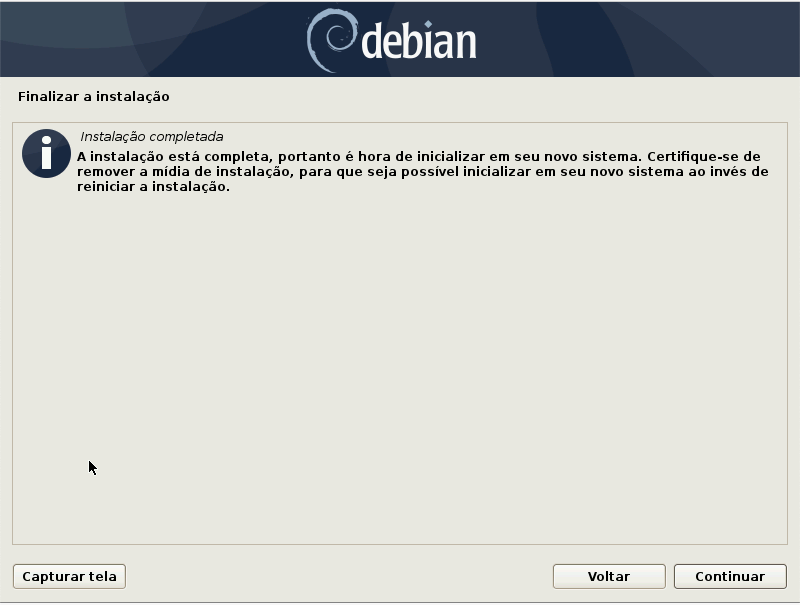 debian
Finalizar a instalação
Instalação completada
A instalação está completa, portanto é hora de inicializar em seu novo sistema. Certifique-se de
remover a mídia de instalação, para que seja possível inicializar em seu novo sistema ao invés de
reiniciar a instalação.
Capturar tela
Voltar
Continuar